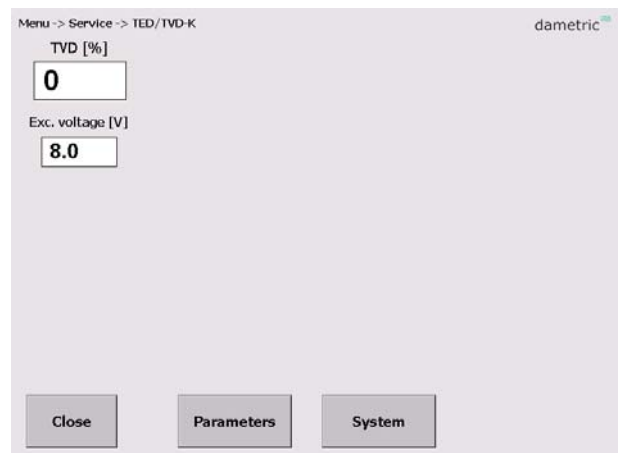 Menu -> Service -> TED/TVD-K
dametric
TVD [%]
0
Exc. voltage [V]
8.0
Close
Parameters
System